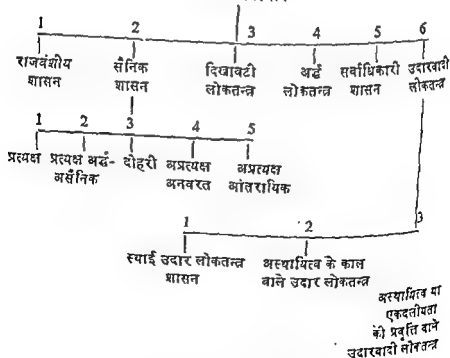 1 2 3 4 5 6
राजवंशीय सैनिक दिखावटी अर्द्ध सर्वाधिकारी उदारवादी
शासन शासन लोकतन्त्र लोकतन्त्र शासन लोकतन्त्र
1 2 3 4 5
प्रत्यक्ष प्रत्यक्ष अर्द्ध- दोहरी अप्रत्यक्ष अप्रत्यक्ष
असैनिक अनवरत आंतरायिक
1 2 3
स्थाई उदार लोकतन्त्र अस्थायित्व के काल
शासन वाले उदार लोकतन्त्र
अस्थायित्व या
एकदलीयता
की प्रवृति वाले
उदारवादी लोकतन्त्र